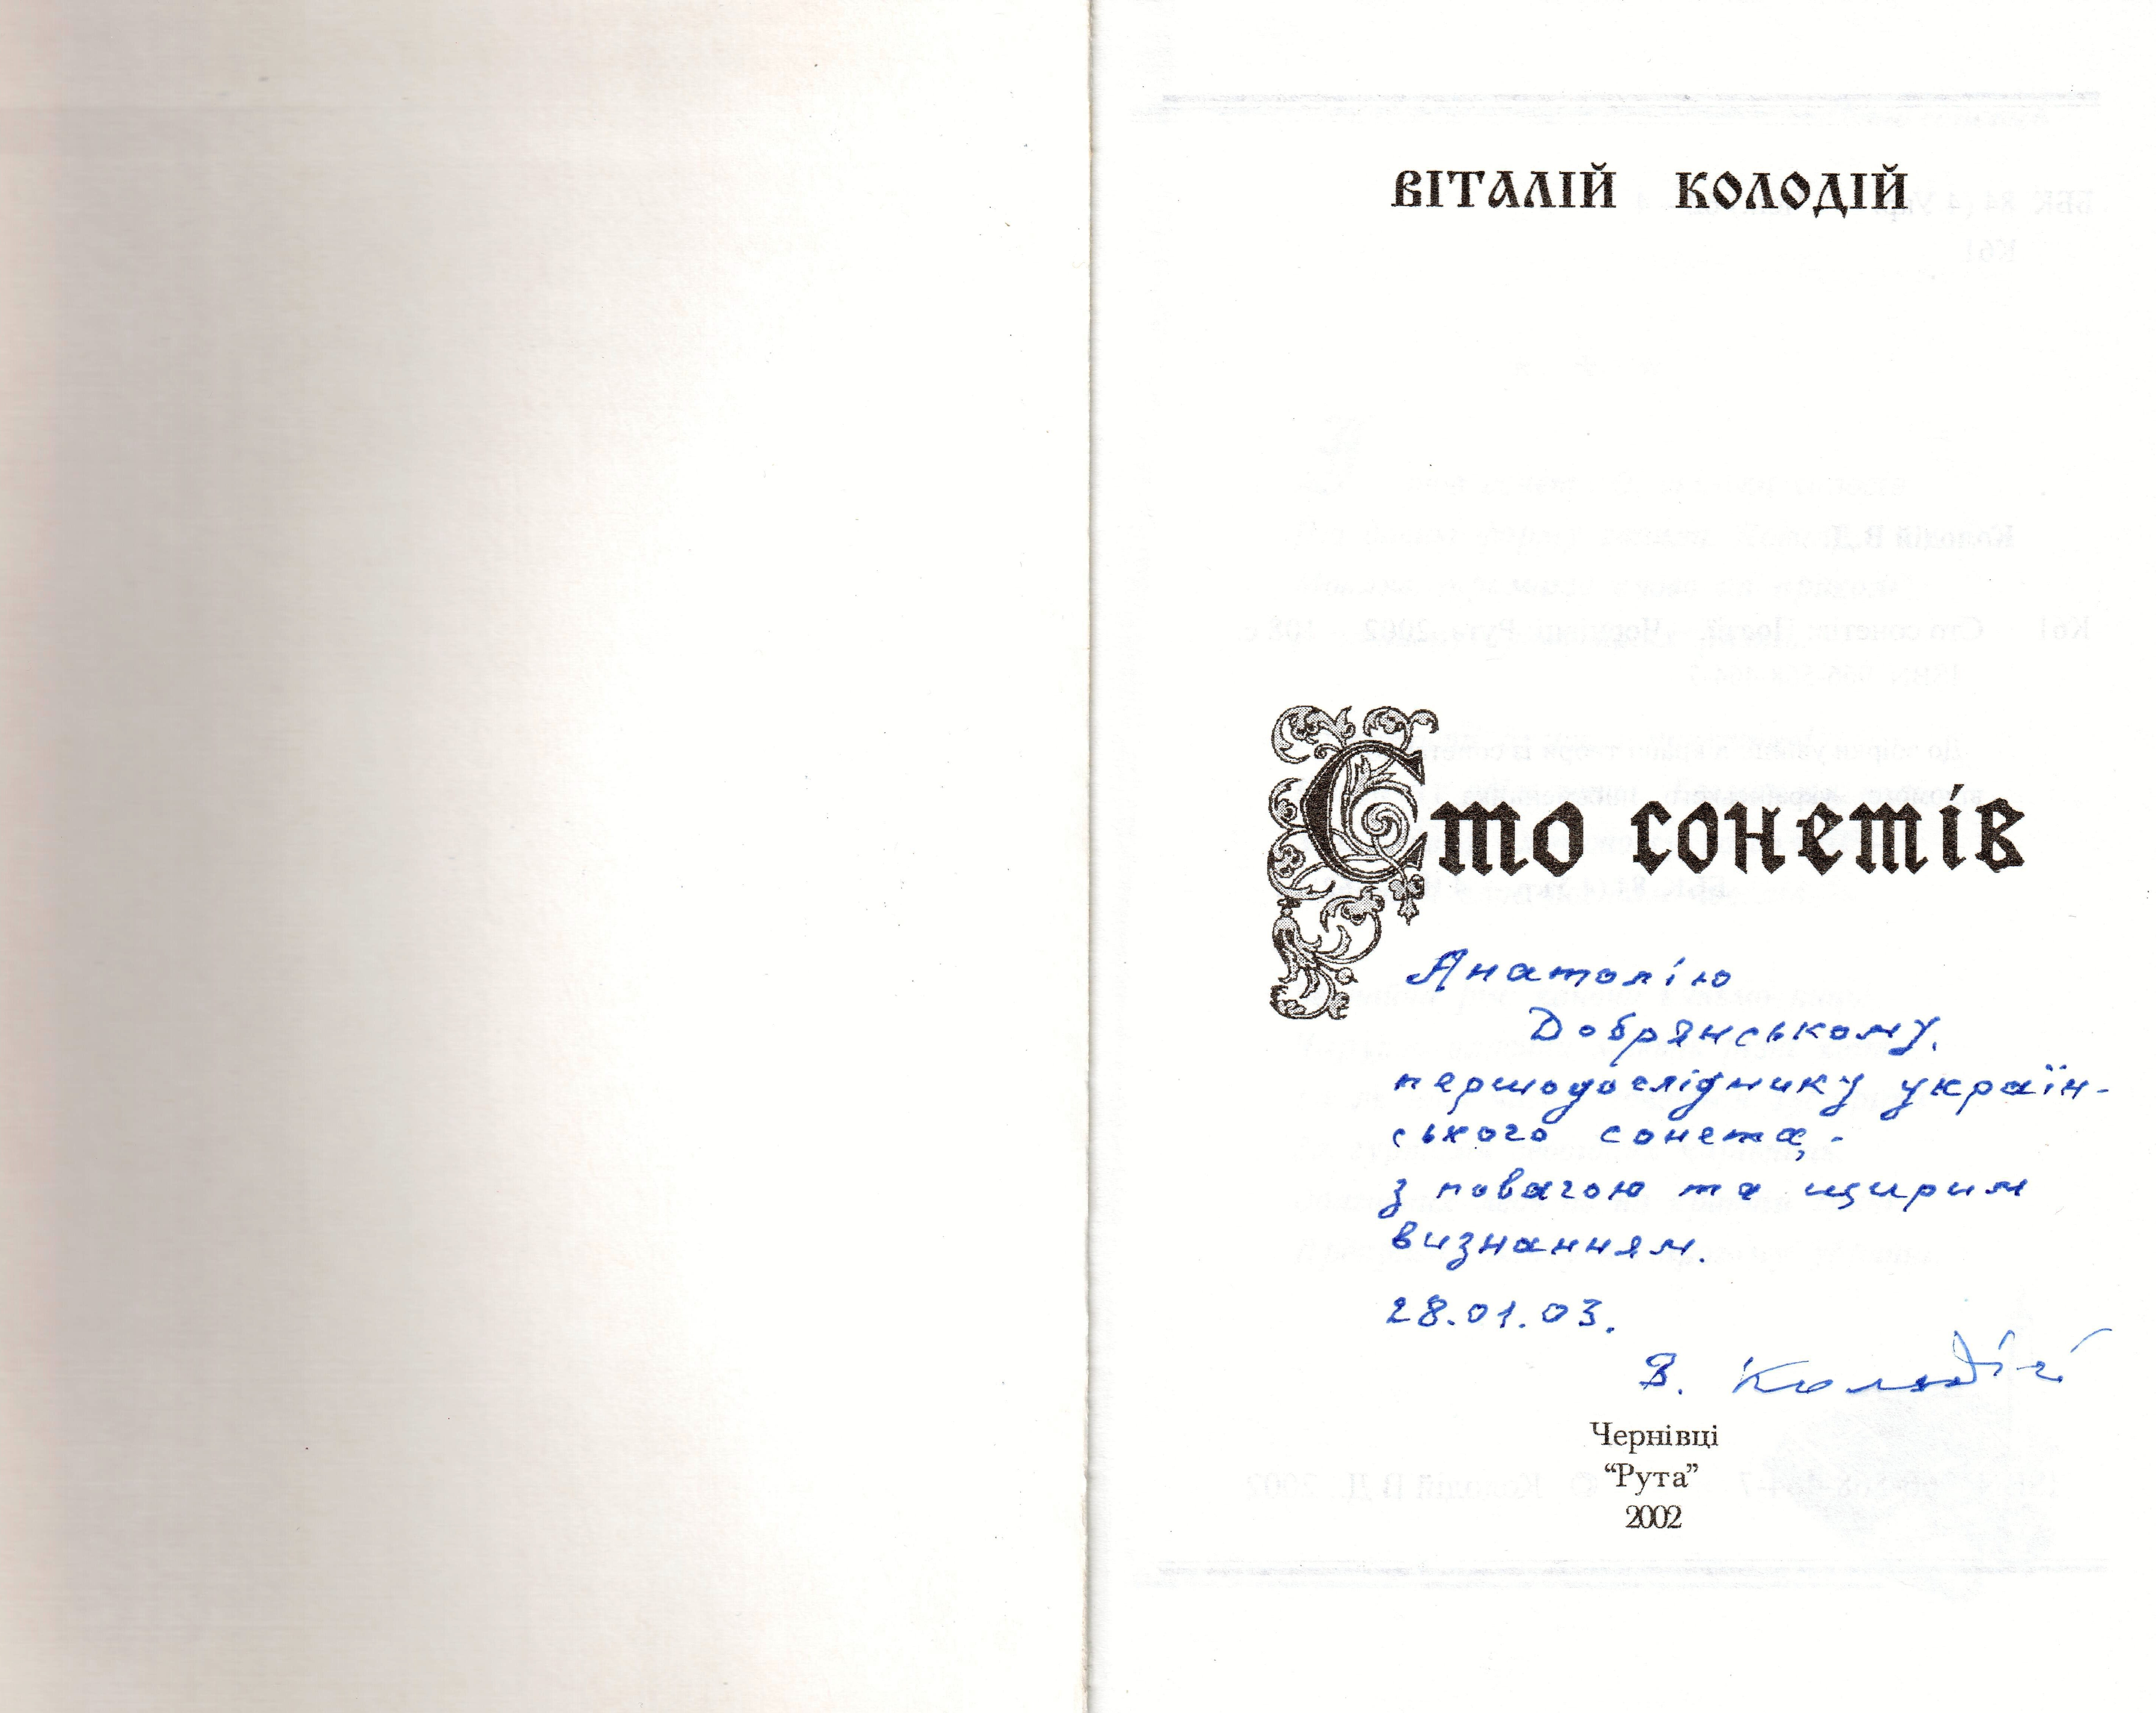 ВІТАЛІЙ КОЛОДІЙ
Сто сонетів
Анатолію
Добрянському,
першодосліднику україн-
ського сонета, -
з повагою та щирим
визнанням.
28.01.03.
В. Колодій
Чернівці
“Рута”
2002